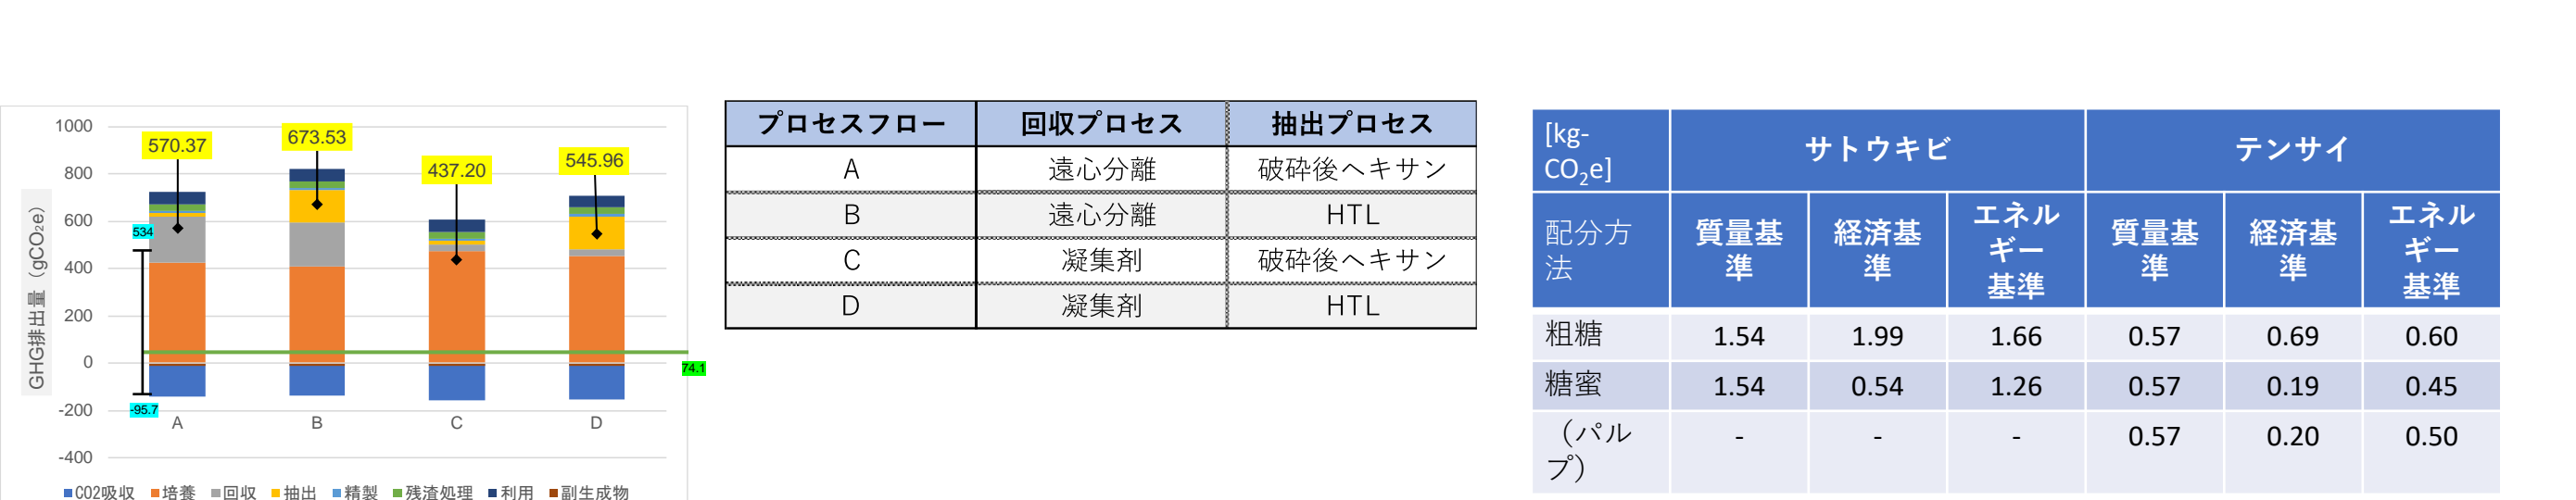 1000
800
600
400
200
0
-200
-400
GHG排出量（gCO₂e）
570.37
673.53
437.20
545.96
534
-95.7
74.1
A B C D
■CO2吸収 ■培養 ■回収 ■抽出 ■精製 ■残渣処理 ■利用 ■副生成物
プロセスフロー 回収プロセス 抽出プロセス
A 遠心分離 破砕後ヘキサン
B 遠心分離 HTL
C 凝集剤 破砕後ヘキサン
D 凝集剤 HTL
[kg-
CO₂e]
サトウキビ テンサイ
配分方
法
質量基
準
経済基
準
エネル
ギー
基準
質量基
準
経済基
準
エネル
ギー
基準
粗糖 1.54 1.99 1.66 0.57 0.69 0.60
糖蜜 1.54 0.54 1.26 0.57 0.19 0.45
（パル
プ）
- - - 0.57 0.20 0.50